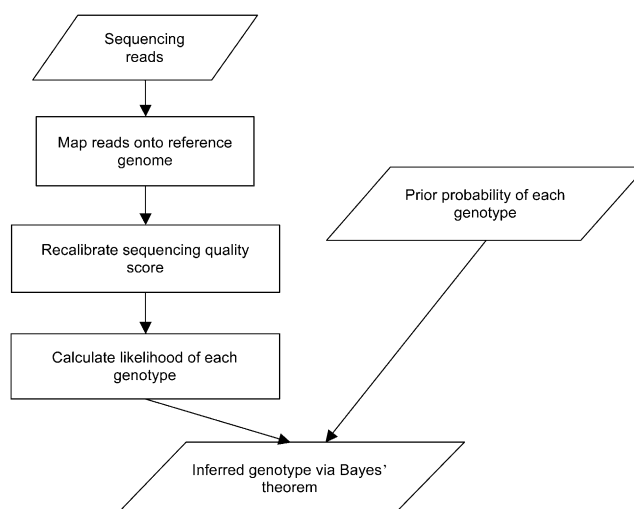 Sequencing
reads
Map reads onto reference
genome
Prior probability of each
genotype
Recalibrate sequencing quality
score
Calculate likelihood of each
genotype
Inferred genotype via Bayes’
theorem